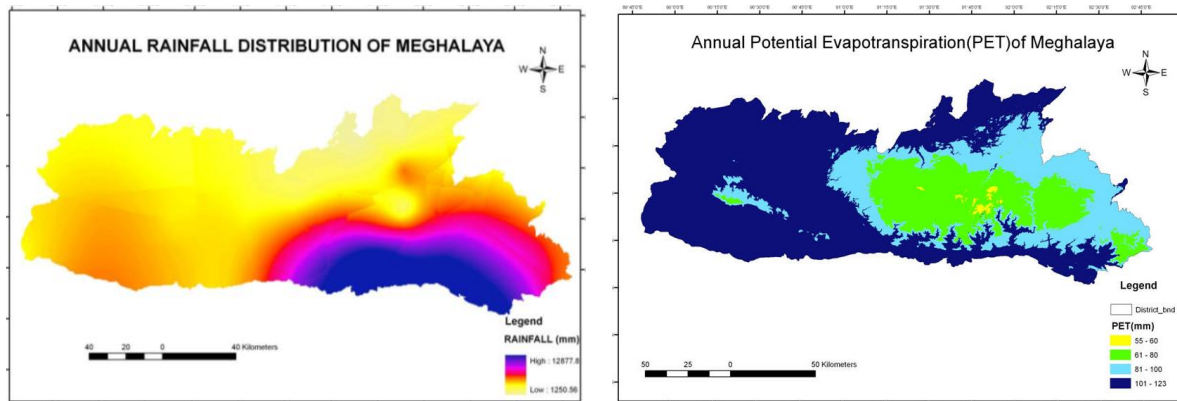 ANNUAL RAINFALL DISTRIBUTION OF MEGHALAYA
N
W E
S
Legend
RAINFALL (mm)
High : 12877.8
Low : 1250.56
40 20 0 40 Kilometers
Annual Potential Evapotranspiration(PET)of Meghalaya
N
W E
S
Legend
District_bnd
PET(mm)
55 - 60
61 - 80
81 - 100
101 - 123
50 25 0 50 Kilometers